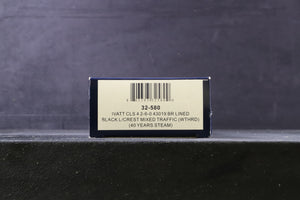 32-580
IVATT CLS 4 2-6-0 43019 BR LINED
BLACK L/CREST MIXED TRAFFIC (WTHRD)
(40 YEARS STEAM)